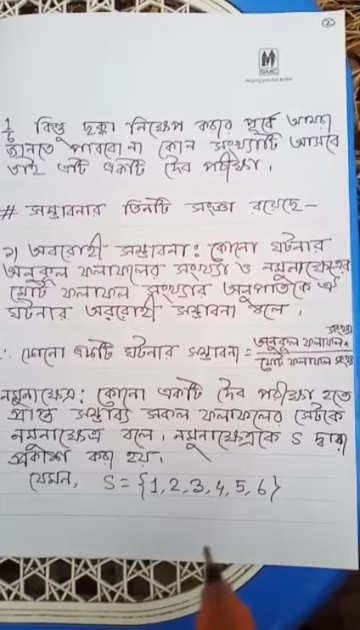 ২
SMC
1/6 কিন্তু ছক্কা নিক্ষেপ করার পূর্বে আমরা
জানতে পারবো না কোন সংখ্যাটি আসবে
তাই এটি একটি দৈব পরীক্ষা।
# সম্ভাবনার তিনটি সংজ্ঞা রয়েছে—
১) অবরোহী সম্ভাবনা: কোনো ঘটনার
অনুকূল ফলাফলের সংখ্যা ও নমুনাক্ষেত্রের
মোট ফলাফল সংখ্যার অনুপাতকে ঐ
ঘটনার অবরোহী সম্ভাবনা বলে।
∴ কোনো একটি ঘটনার সম্ভাবনা = অনুকূল ফলাফল সংখ্যা / মোট ফলাফল সংখ্যা
নমুনাক্ষেত্র: কোনো একটি দৈব পরীক্ষা হতে
প্রাপ্ত সম্ভাব্য সকল ফলাফলের সেটকে
নমুনাক্ষেত্র বলে। নমুনাক্ষেত্রকে S দ্বারা
প্রকাশ করা হয়।
যেমন, S = {1, 2, 3, 4, 5, 6}